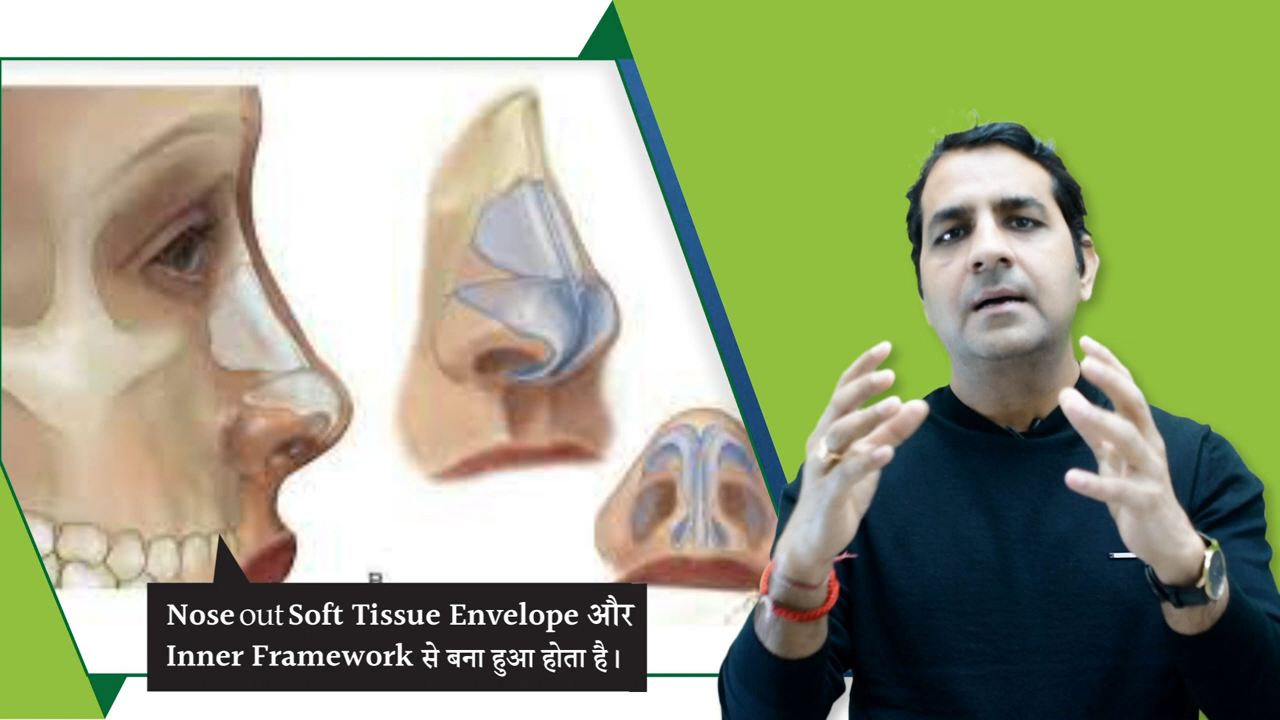 Nose out Soft Tissue Envelope और
Inner Framework से बना हुआ होता है।